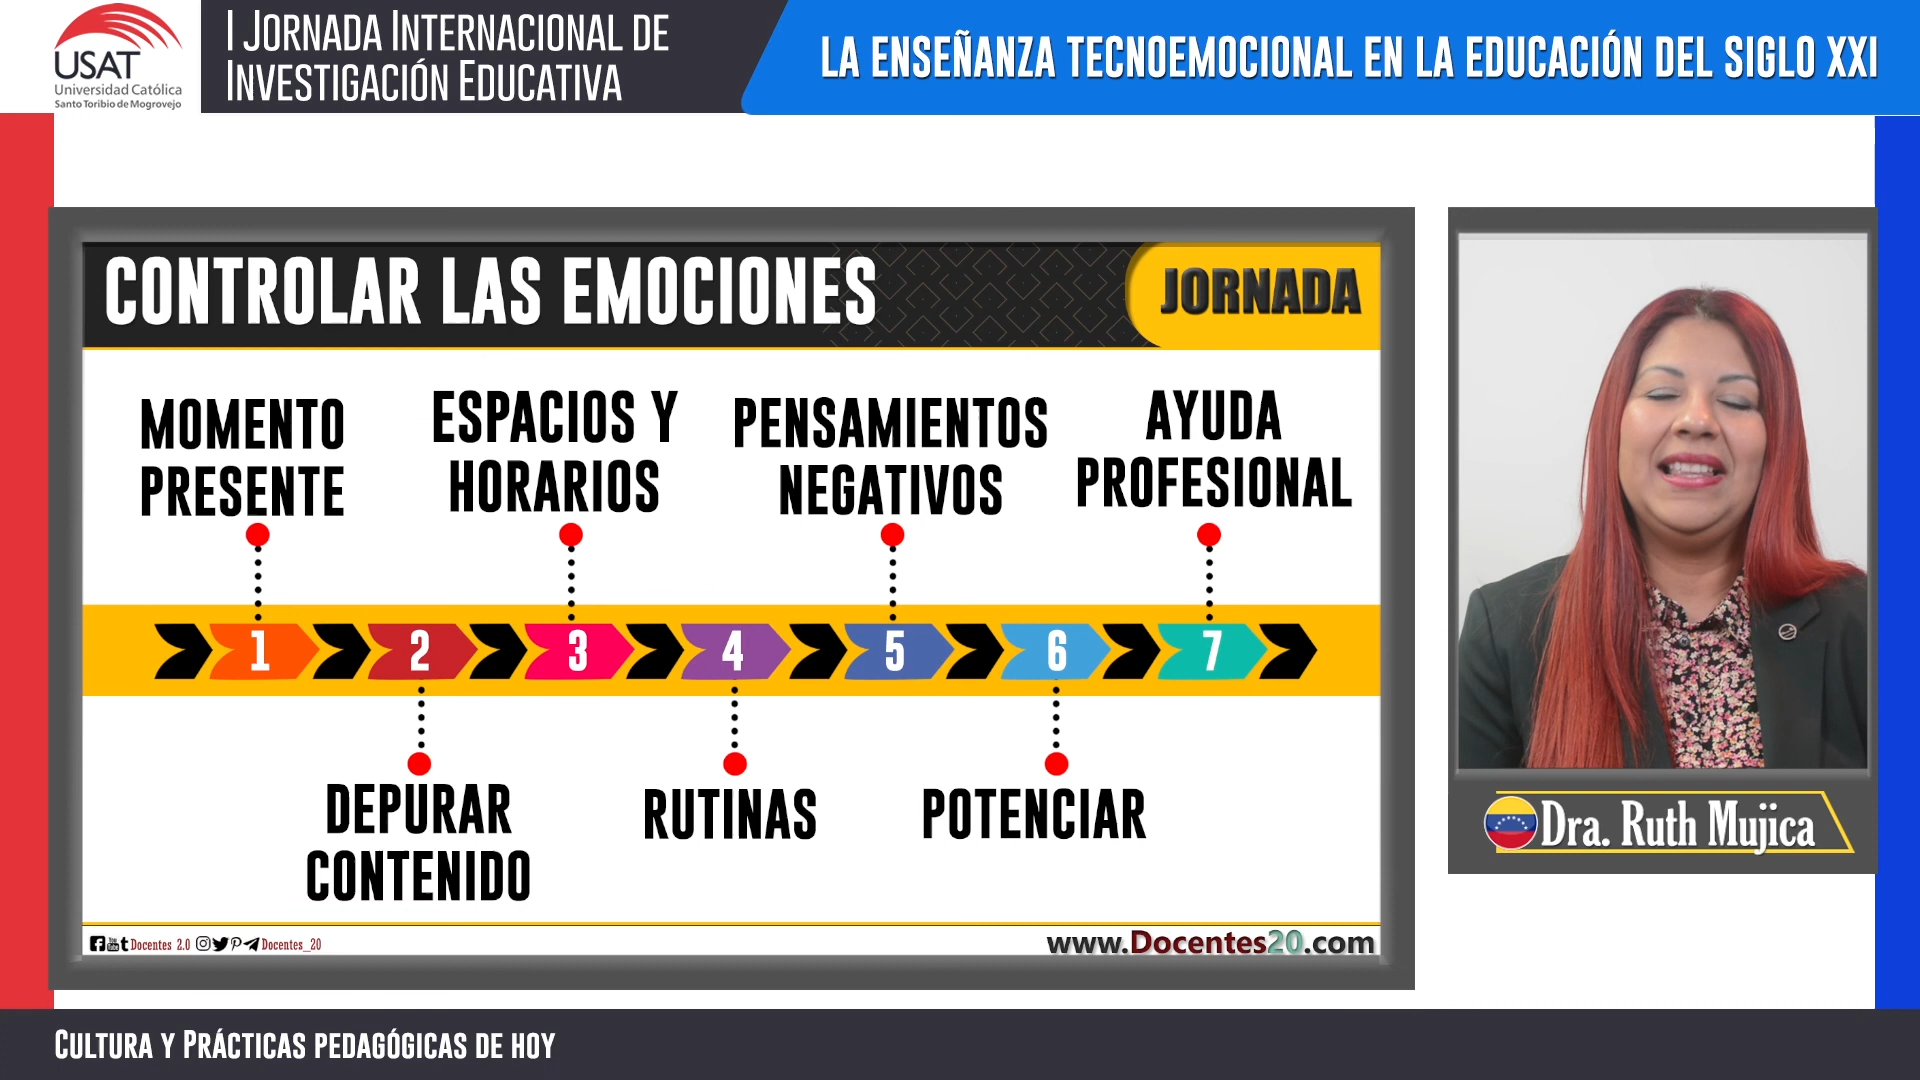 USAT
Universidad Católica
Santo Toribio de Mogrovejo
I JORNADA INTERNACIONAL DE
INVESTIGACIÓN EDUCATIVA
LA ENSEÑANZA TECNOEMOCIONAL EN LA EDUCACIÓN DEL SIGLO XXI
CONTROLAR LAS EMOCIONES
JORNADA
MOMENTO
PRESENTE
ESPACIOS Y
HORARIOS
PENSAMIENTOS
NEGATIVOS
AYUDA
PROFESIONAL
1 2 3 4 5 6 7
DEPURAR
CONTENIDO
RUTINAS
POTENCIAR
Docentes 2.0 Docentes_20
www.Docentes20.com
Dra. Ruth Mujica
CULTURA Y PRÁCTICAS PEDAGÓGICAS DE HOY